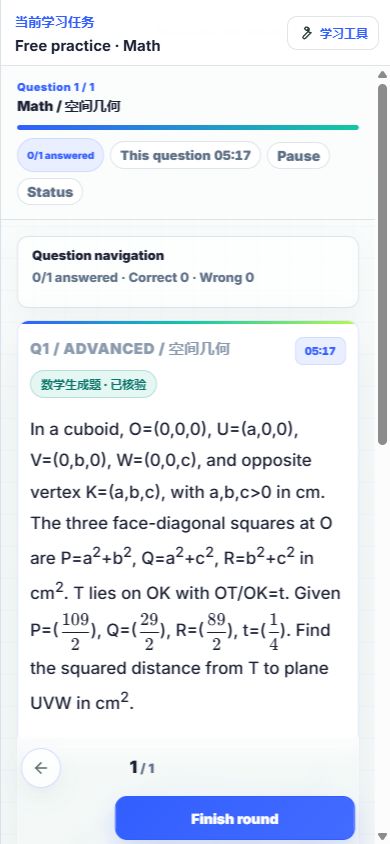 当前学习任务
Free practice · Math
学习工具
Question 1 / 1
Math / 空间几何
0/1 answered
This question 05:17
Pause
Status
Question navigation
0/1 answered · Correct 0 · Wrong 0
Q1 / ADVANCED / 空间几何
05:17
数学生成题 · 已核验
In a cuboid, O=(0,0,0), U=(a,0,0),
V=(0,b,0), W=(0,0,c), and opposite
vertex K=(a,b,c), with a,b,c>0 in cm.
The three face-diagonal squares at O
are P=a²+b², Q=a²+c², R=b²+c² in
cm². T lies on OK with OT/OK=t. Given
P=(109/2), Q=(29/2), R=(89/2), t=(1/4). Find
the squared distance from T to plane
UVW in cm².
1 / 1
Finish round